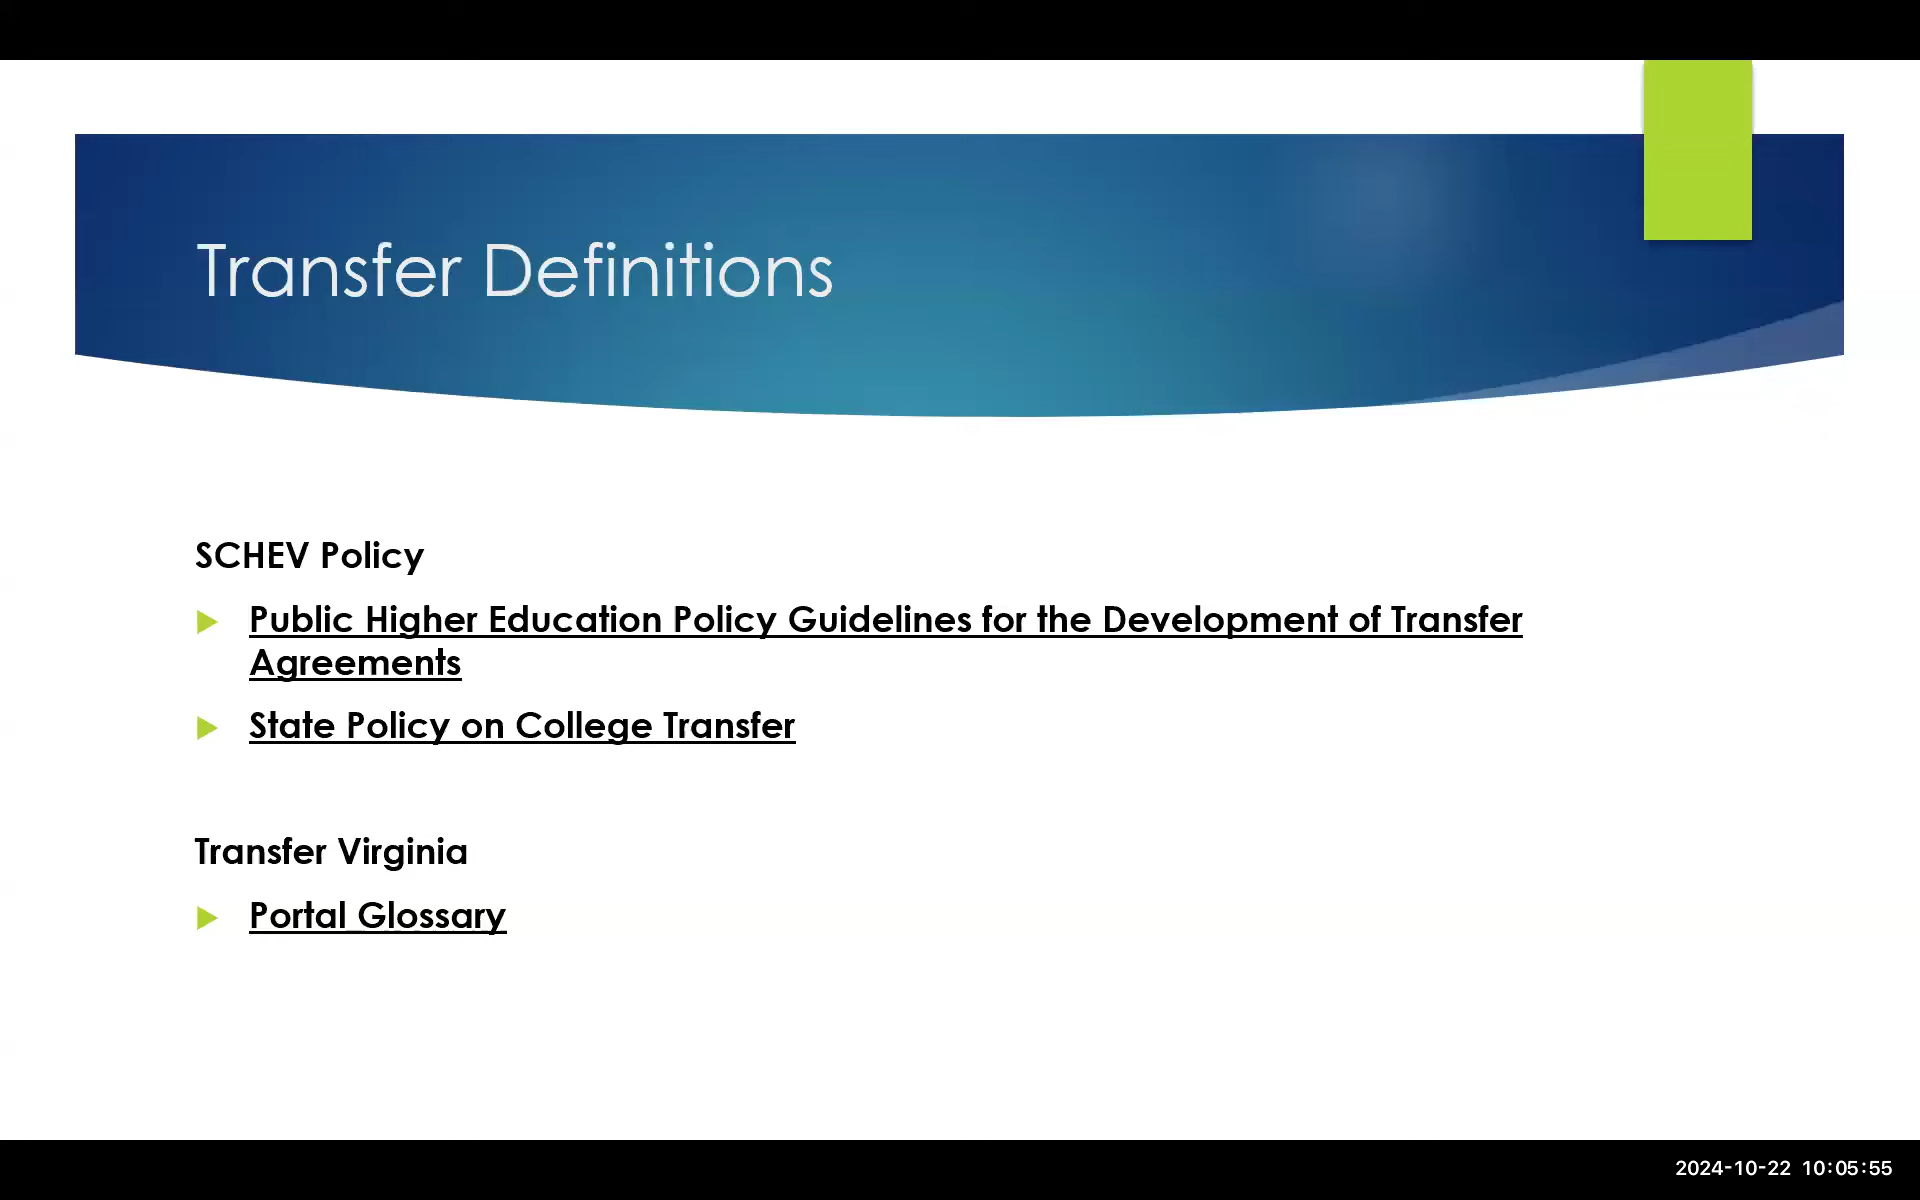 Transfer Definitions
SCHEV Policy
Public Higher Education Policy Guidelines for the Development of Transfer
Agreements
State Policy on College Transfer
Transfer Virginia
Portal Glossary
2024-10-22 10:05:55